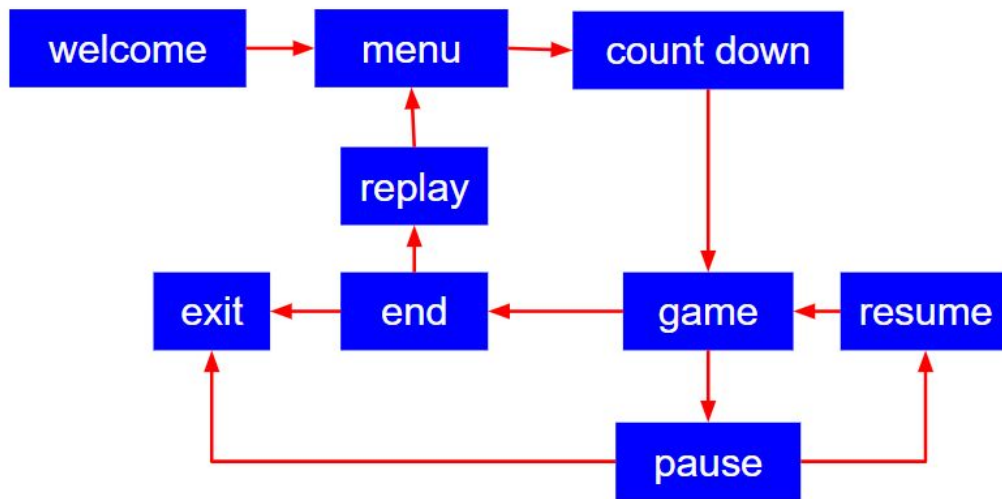 welcome
menu
count down
replay
exit
end
game
resume
pause